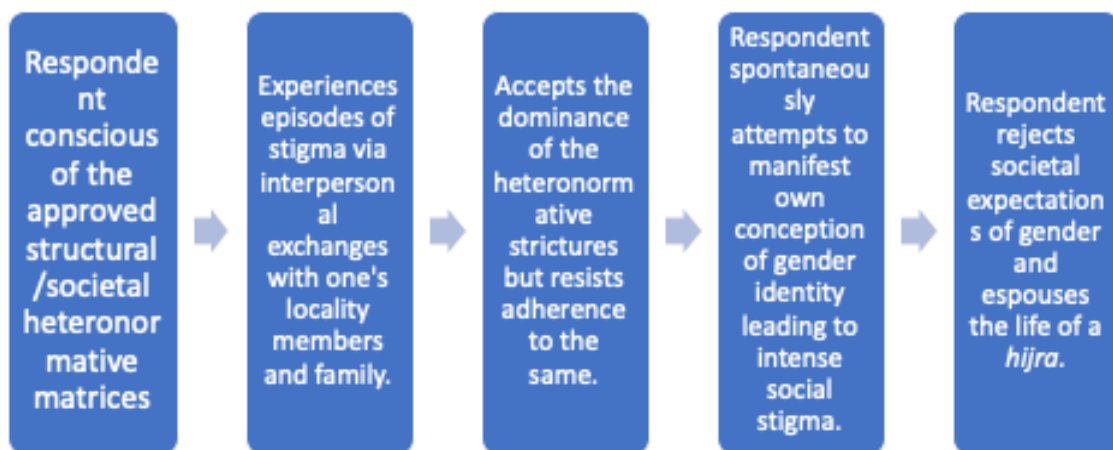 Responde
nt
conscious
of the
approved
structural
/societal
heteronor
mative
matrices
Experiences
episodes of
stigma via
interperson
al
exchanges
with one's
locality
members
and family.
Accepts the
dominance
of the
heteronorm
ative
strictures
but resists
adherence
to the
same.
Respondent
spontaneou
sly
attempts to
manifest
own
conception
of gender
identity
leading to
intense
social
stigma.
Respondent
rejects
societal
expectation
s of gender
and
espouses
the life of a
hijra.